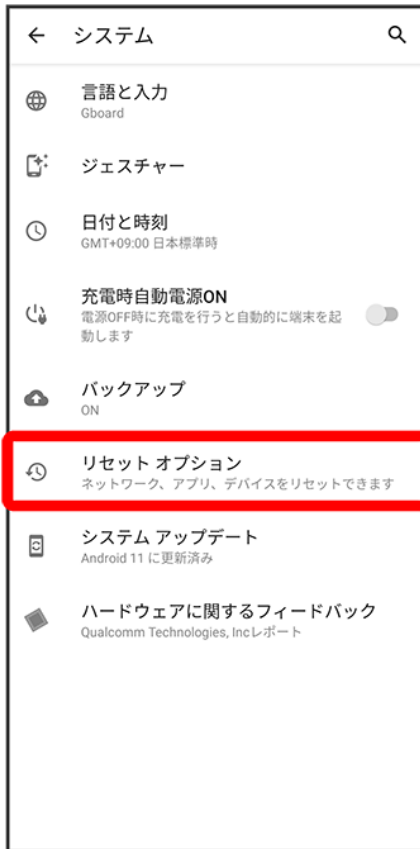 システム
言語と入力
Gboard
ジェスチャー
日付と時刻
GMT+09:00 日本標準時
充電時自動電源ON
電源OFF時に充電を行うと自動的に端末を起
動します
バックアップ
ON
リセット オプション
ネットワーク、アプリ、デバイスをリセットできます
システム アップデート
Android 11 に更新済み
ハードウェアに関するフィードバック
Qualcomm Technologies, Incレポート